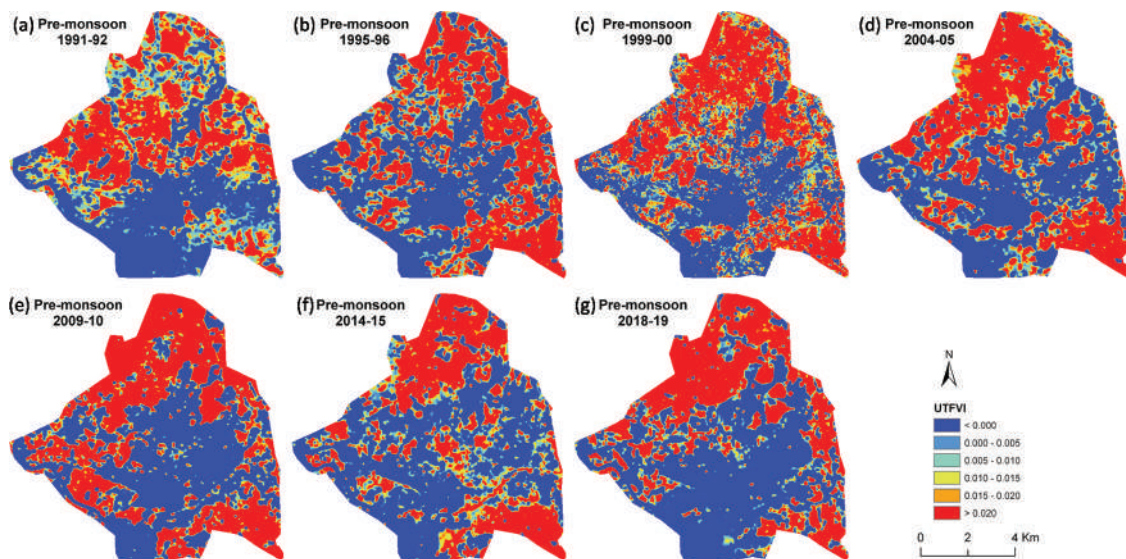 (a) Pre-monsoon
1991-92
(b) Pre-monsoon
1995-96
(c) Pre-monsoon
1999-00
(d) Pre-monsoon
2004-05
(e) Pre-monsoon
2009-10
(f) Pre-monsoon
2014-15
(g) Pre-monsoon
2018-19
N
UTFVI
< 0.000
0.000 - 0.005
0.005 - 0.010
0.010 - 0.015
0.015 - 0.020
> 0.020
0 2 4 Km